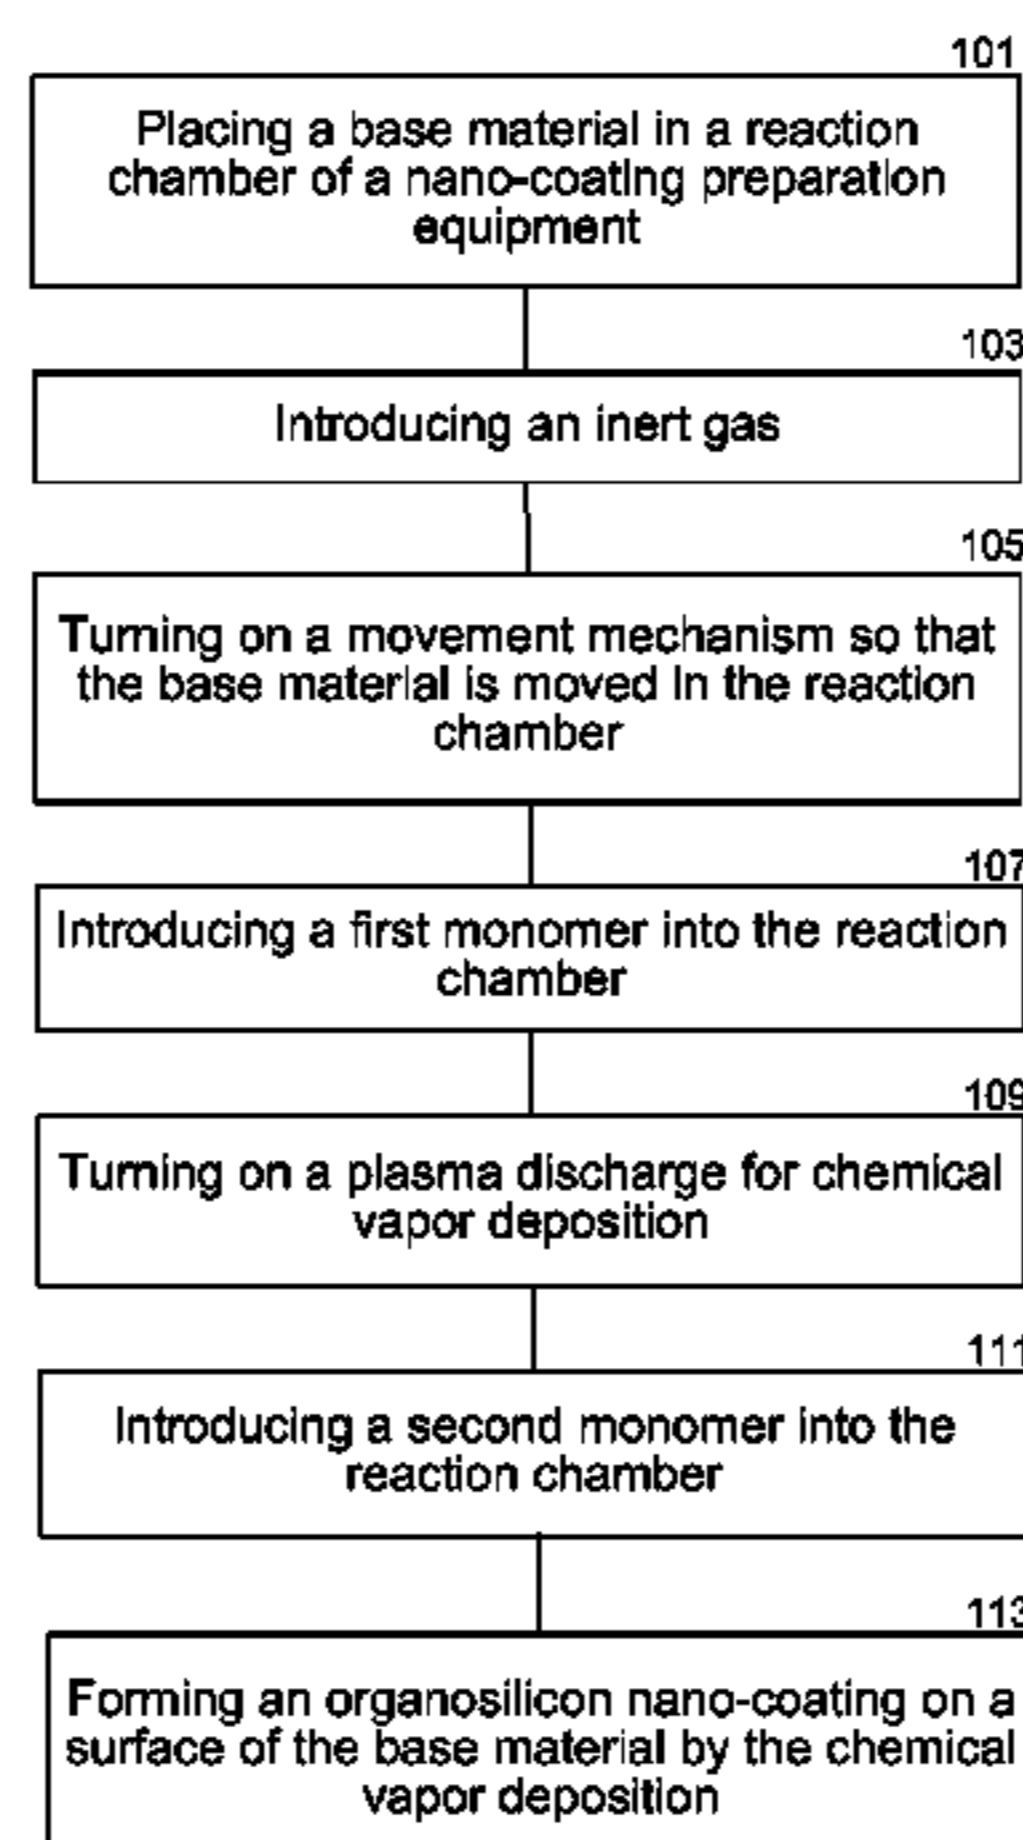 101
Placing a base material in a reaction
chamber of a nano-coating preparation
equipment
103
Introducing an inert gas
105
Turning on a movement mechanism so that
the base material is moved in the reaction
chamber
107
Introducing a first monomer into the reaction
chamber
109
Turning on a plasma discharge for chemical
vapor deposition
111
Introducing a second monomer into the
reaction chamber
113
Forming an organosilicon nano-coating on a
surface of the base material by the chemical
vapor deposition